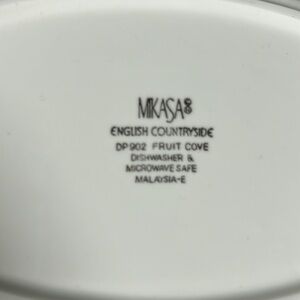 MIKASA
ENGLISH COUNTRYSIDE
DP902 FRUIT COVE
DISHWASHER &
MICROWAVE SAFE
MALAYSIA-E